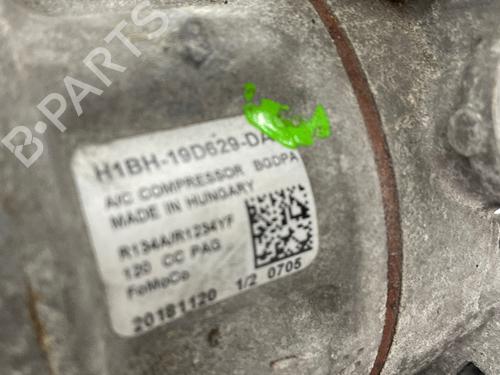 B-Parts
H1BH-19D629-DA
A/C COMPRESSOR BODPA
MADE IN HUNGARY
R134A/R1234YF
120 CC PAG
FoMoCo
20181120 1/2 0705